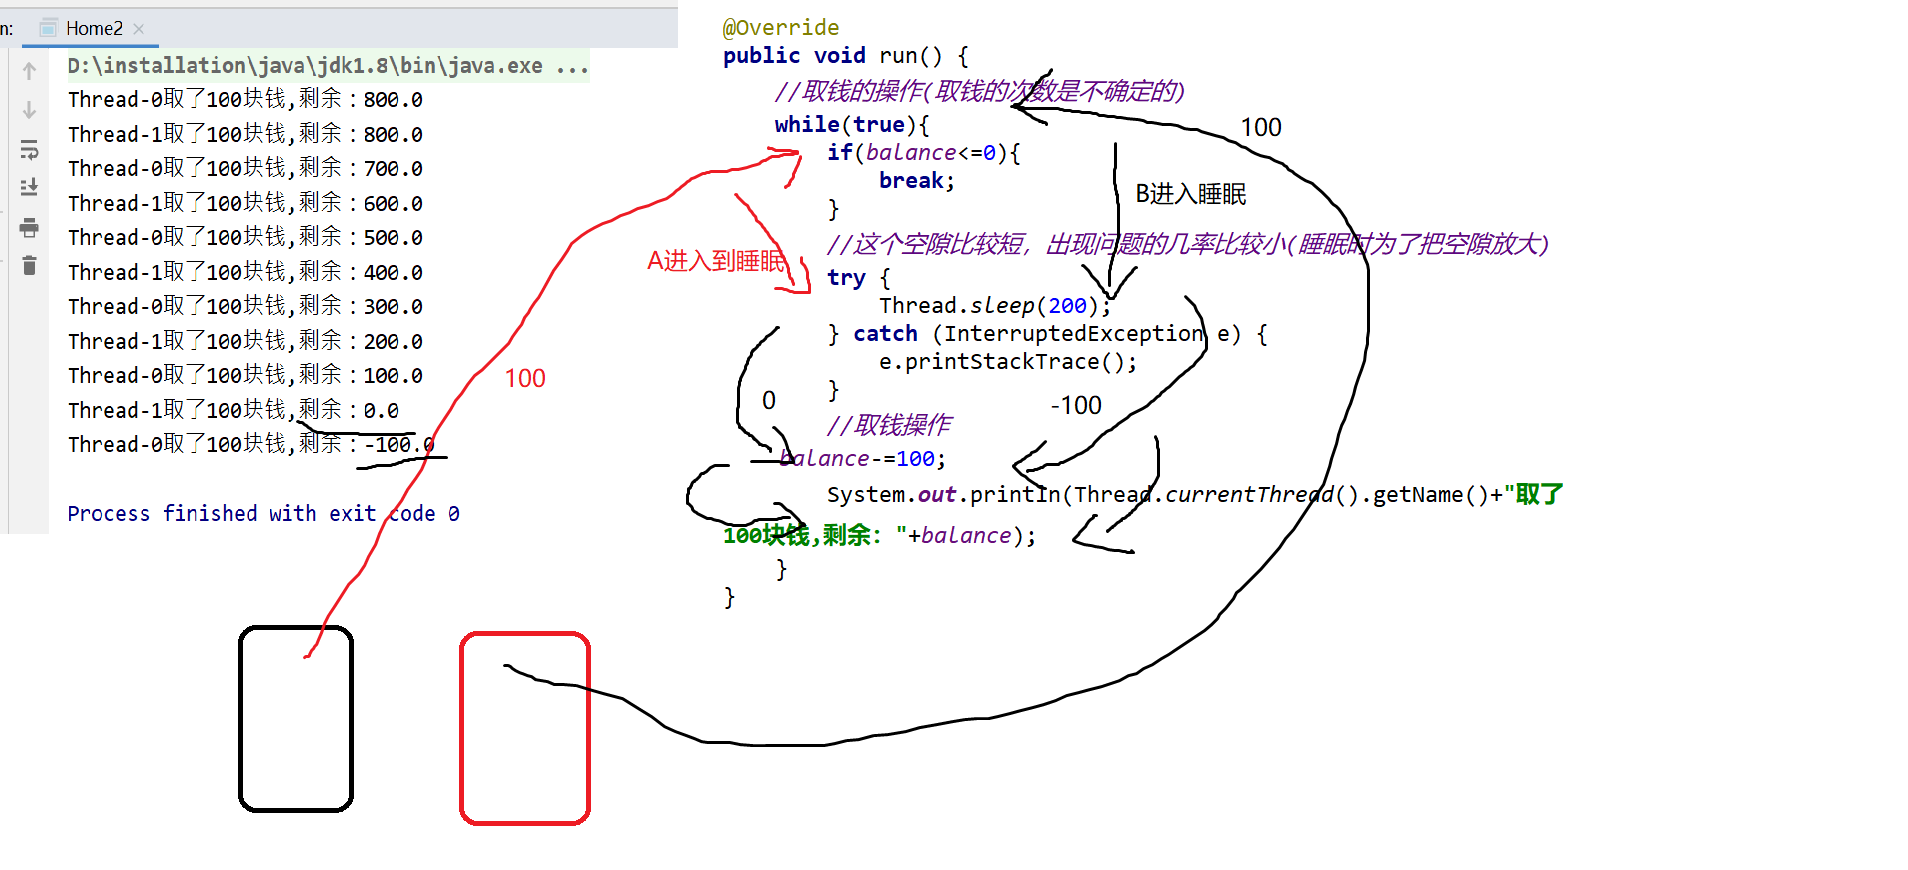 n:
Home2
D:\installation\java\jdk1.8\bin\java.exe ...
Thread-0取了100块钱,剩余：800.0
Thread-1取了100块钱,剩余：800.0
Thread-0取了100块钱,剩余：700.0
Thread-1取了100块钱,剩余：600.0
Thread-0取了100块钱,剩余：500.0
Thread-1取了100块钱,剩余：400.0
Thread-0取了100块钱,剩余：300.0
Thread-1取了100块钱,剩余：200.0
Thread-0取了100块钱,剩余：100.0
Thread-1取了100块钱,剩余：0.0
Thread-0取了100块钱,剩余：-100.0
Process finished with exit code 0
@Override
public void run() {
//取钱的操作(取钱的次数是不确定的)
while(true){
if(balance<=0){
break;
}
//这个空隙比较短，出现问题的几率比较小(睡眠时为了把空隙放大)
try {
Thread.sleep(200);
} catch (InterruptedException e) {
e.printStackTrace();
}
//取钱操作
balance-=100;
System.out.println(Thread.currentThread().getName()+"取了
100块钱,剩余："+balance);
}
}
100
B进入睡眠
A进入到睡眠
100
0
-100